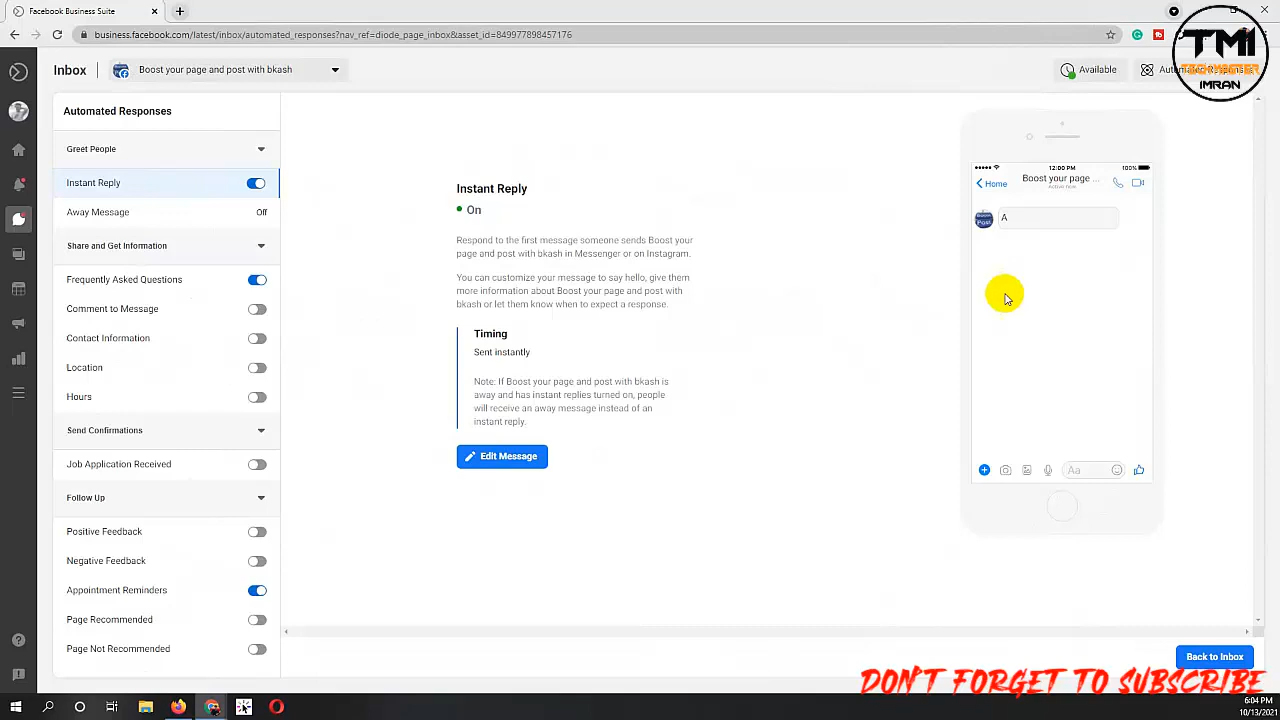 Facebook Business Suite
business.facebook.com/latest/inbox/automated_responses?nav_ref=diode_page_inbox&asset_id=849977898457176
Inbox
Boost your page and post with bkash
Available
TMI
TECHMASTER
IMRAN
Automated Responses
Greet People
Instant Reply
Away Message
Off
Share and Get Information
Frequently Asked Questions
Comment to Message
Contact Information
Location
Hours
Send Confirmations
Job Application Received
Follow Up
Positive Feedback
Negative Feedback
Appointment Reminders
Page Recommended
Page Not Recommended
Instant Reply
On
Respond to the first message someone sends Boost your
page and post with bkash in Messenger or on Instagram.
You can customize your message to say hello, give them
more information about Boost your page and post with
bkash or let them know when to expect a response.
Timing
Sent instantly
Note: If Boost your page and post with bkash is
away and has instant replies turned on, people
will receive an away message instead of an
instant reply.
Edit Message
12:00 PM
100%
Home
Boost your page ...
Active now
A
Aa
Back to Inbox
DON'T FORGET TO SUBSCRIBE
6:04 PM
10/13/2021